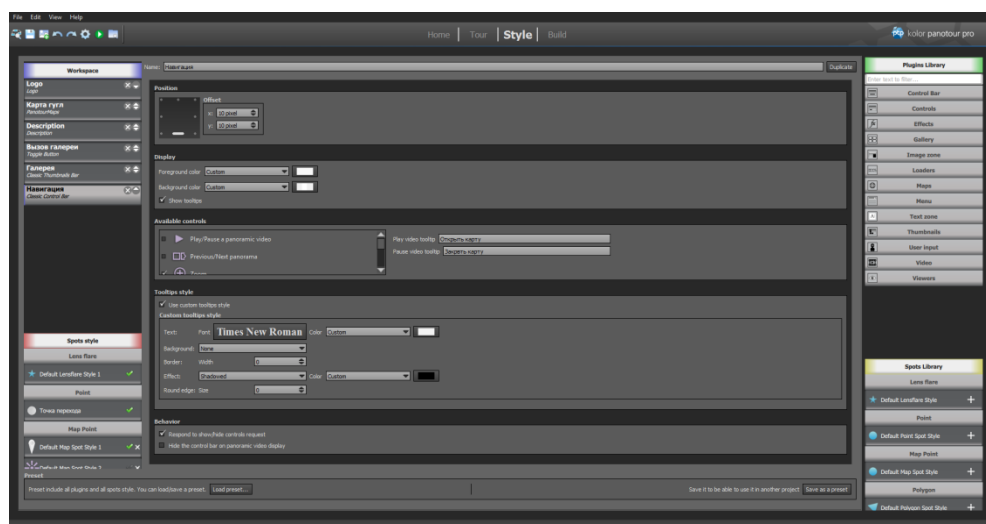 File Edit View Help
Home Tour Style Build
kolor panotour pro
Workspace
Logo
Logo
Карта гугл
PanotourMaps
Description
Description
Вызов галереи
Toggle Button
Галерея
Classic Thumbnails Bar
Навигация
Classic Control Bar
Spots style
Lens flare
Default Lensflare Style 1
Point
Точка перехода
Map Point
Default Map Spot Style 1
Default Map Spot Style 2
Name: Навигация Duplicate
Position
Offset
x: 10 pixel
y: 10 pixel
Display
Foreground color Custom
Background color Custom
Show tooltips
Available controls
Play/Pause a panoramic video
Previous/Next panorama
Zoom
Play video tooltip Открыть карту
Pause video tooltip Закрыть карту
Tooltips style
Use custom tooltips style
Custom tooltips style
Text: Font Times New Roman Color Custom
Background: None
Border: Width 0
Effect: Shadowed Color Custom
Round edge: Size 0
Behavior
Respond to show/hide controls request
Hide the control bar on panoramic video display
Plugins Library
Enter text to filter...
Control Bar
Controls
Effects
Gallery
Image zone
Loaders
Maps
Menu
Text zone
Thumbnails
User input
Video
Viewers
Spots Library
Lens flare
Default Lensflare Style
Point
Default Point Spot Style
Map Point
Default Map Spot Style
Polygon
Default Polygon Spot Style
Preset
Preset include all plugins and all spots style. You can load/save a preset. Load preset... Save it to be able to use it in another project Save as a preset